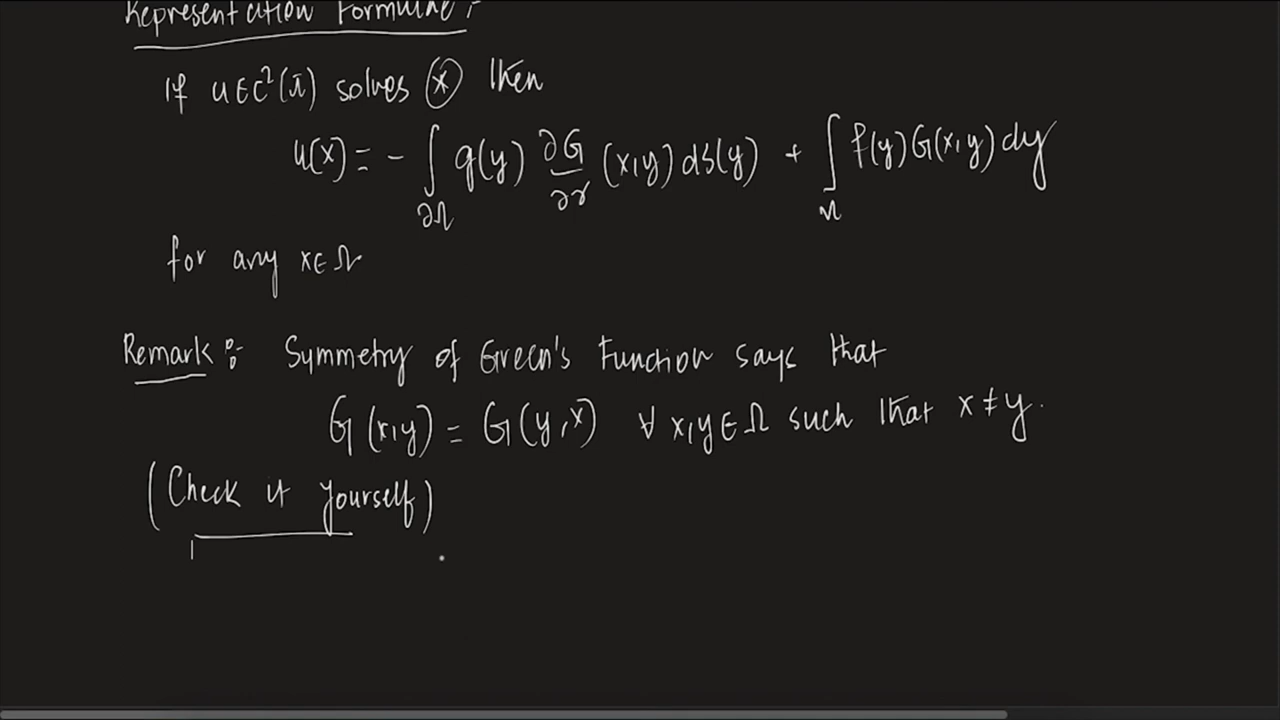 Representation Formulae :-
If u ∈ C²(Ω̄) solves (*) then
u(x) = - ∫_{∂Ω} g(y) ∂G/∂γ (x,y) dS(y) + ∫_Ω f(y) G(x,y) dy
for any x ∈ Ω
Remark :- Symmetry of Green's Function says that
G(x,y) = G(y,x) ∀ x,y ∈ Ω such that x ≠ y.
(Check it yourself)